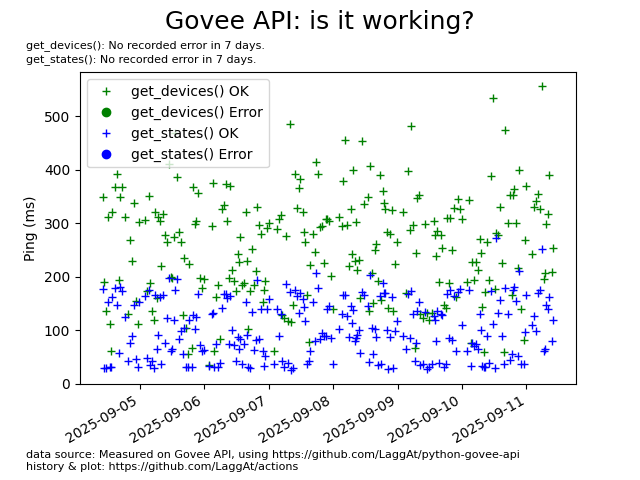 Govee API: is it working?
get_devices(): No recorded error in 7 days.
get_states(): No recorded error in 7 days.
get_devices() OK
get_devices() Error
get_states() OK
get_states() Error
Ping (ms)
500
400
300
200
100
0
2025-09-05
2025-09-06
2025-09-07
2025-09-08
2025-09-09
2025-09-10
2025-09-11
data source: Measured on Govee API, using https://github.com/LaggAt/python-govee-api
history & plot: https://github.com/LaggAt/actions